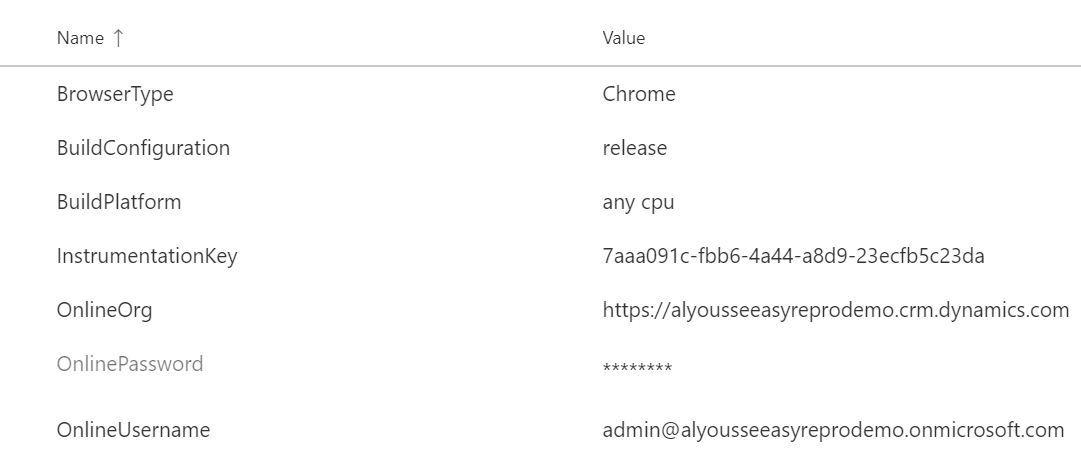 Name ↑ Value
BrowserType Chrome
BuildConfiguration release
BuildPlatform any cpu
InstrumentationKey 7aaa091c-fbb6-4a44-a8d9-23ecfb5c23da
OnlineOrg https://alyousseeasyreprodemo.crm.dynamics.com
OnlinePassword ********
OnlineUsername admin@alyousseeasyreprodemo.onmicrosoft.com